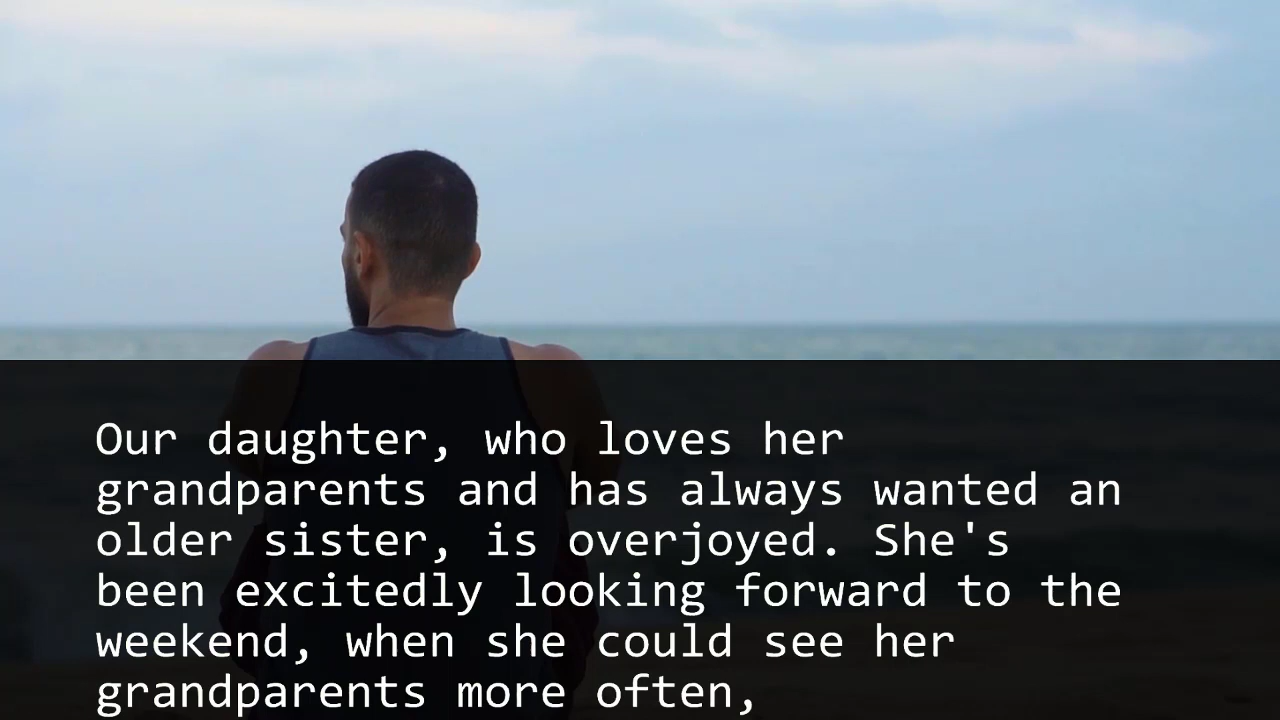 Our daughter, who loves her
grandparents and has always wanted an
older sister, is overjoyed. She's
been excitedly looking forward to the
weekend, when she could see her
grandparents more often,